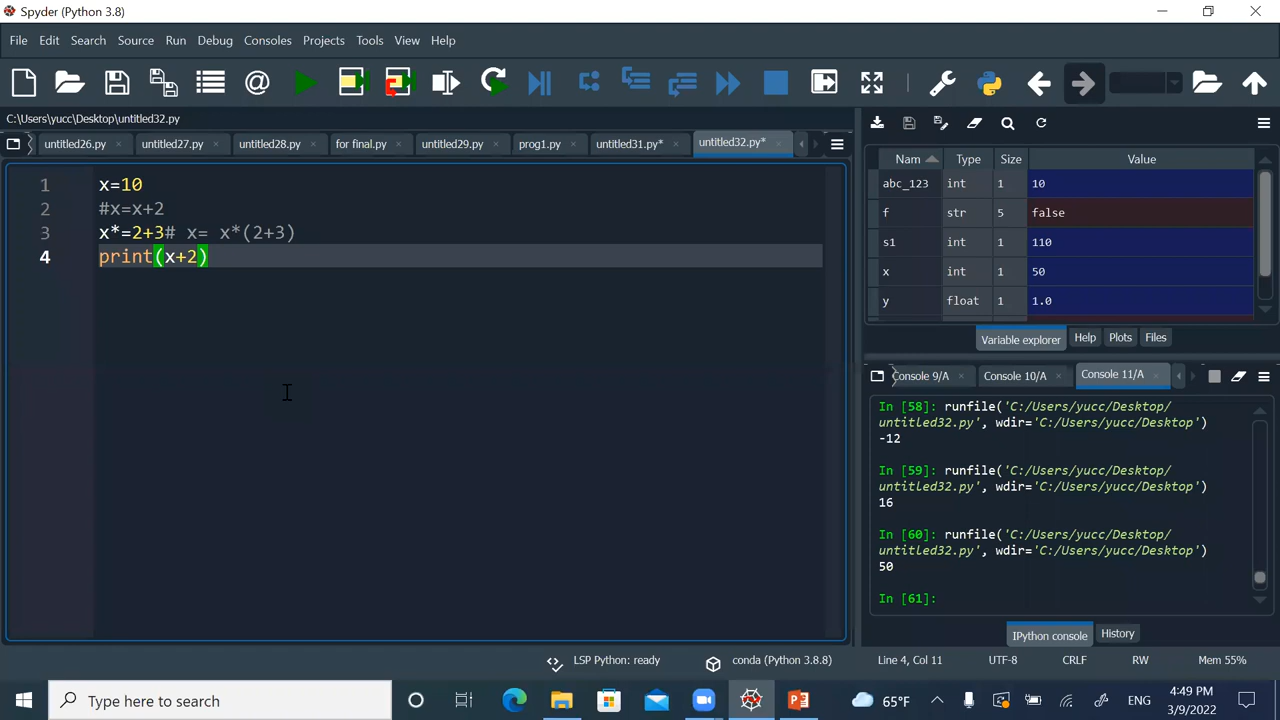 Spyder (Python 3.8)
File Edit Search Source Run Debug Consoles Projects Tools View Help
C:\Users\yucc\Desktop\untitled32.py
untitled26.py untitled27.py untitled28.py for final.py untitled29.py prog1.py untitled31.py* untitled32.py*
1 x=10
2 #x=x+2
3 x*=2+3# x= x*(2+3)
4 print(x+2)
Nam Type Size Value
abc_123 int 1 10
f str 5 false
s1 int 1 110
x int 1 50
y float 1 1.0
Variable explorer Help Plots Files
Console 9/A Console 10/A Console 11/A
In [58]: runfile('C:/Users/yucc/Desktop/
untitled32.py', wdir='C:/Users/yucc/Desktop')
-12
In [59]: runfile('C:/Users/yucc/Desktop/
untitled32.py', wdir='C:/Users/yucc/Desktop')
16
In [60]: runfile('C:/Users/yucc/Desktop/
untitled32.py', wdir='C:/Users/yucc/Desktop')
50
In [61]:
IPython console History
LSP Python: ready conda (Python 3.8.8) Line 4, Col 11 UTF-8 CRLF RW Mem 55%
Type here to search 65°F ENG 4:49 PM
3/9/2022